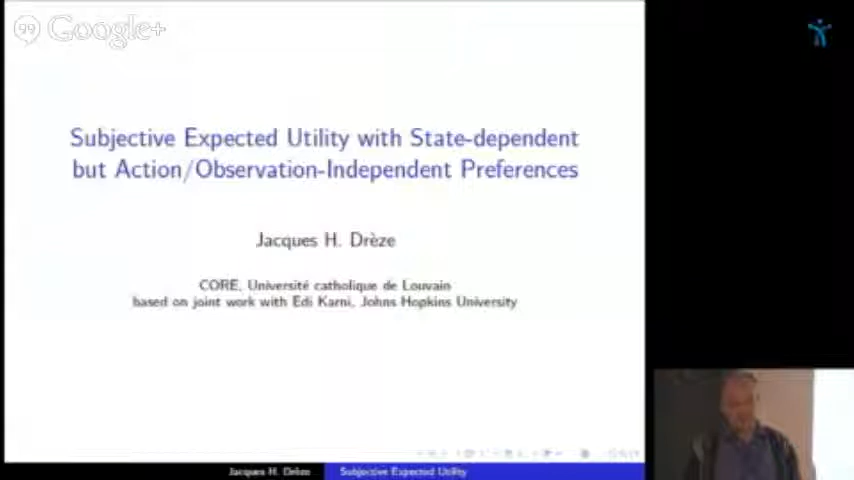 Google+
Subjective Expected Utility with State-dependent
but Action/Observation-Independent Preferences
Jacques H. Drèze
CORE, Université catholique de Louvain
based on joint work with Edi Karni, Johns Hopkins University
Jacques H. Drèze
Subjective Expected Utility